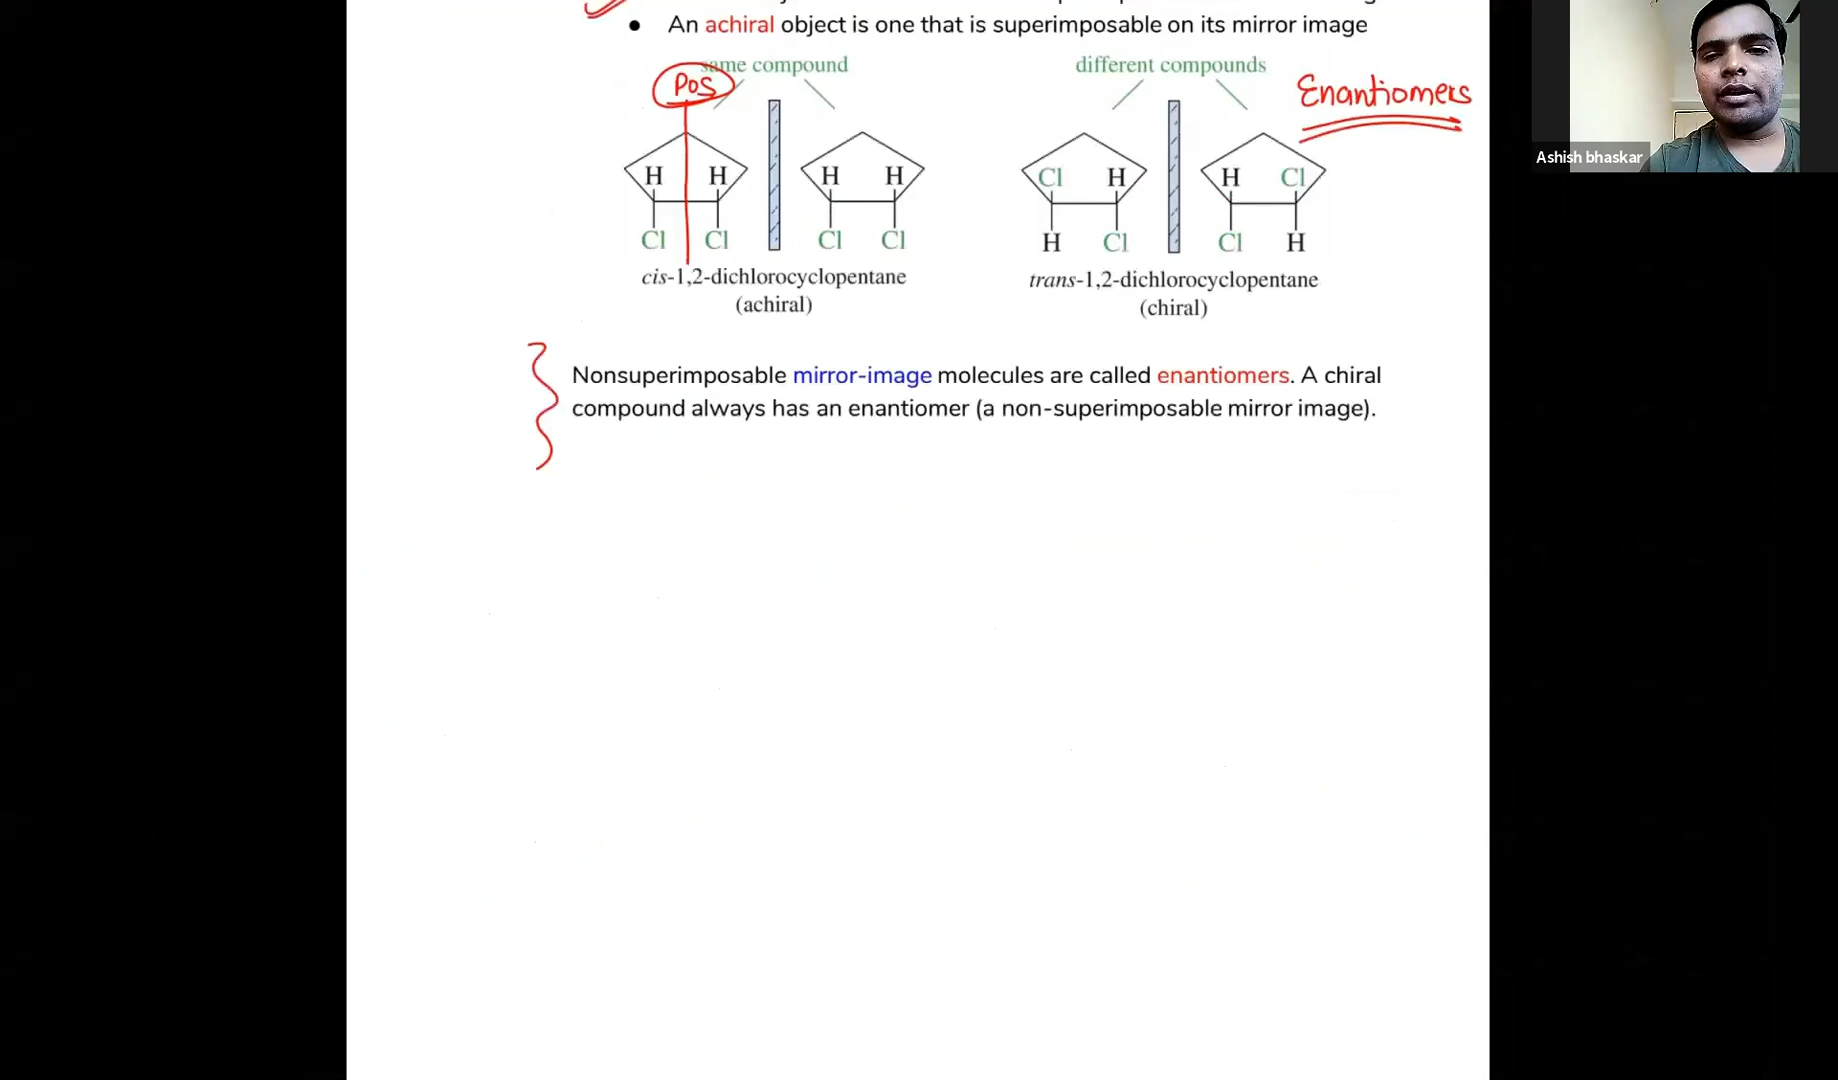 ● An achiral object is one that is superimposable on its mirror image
same compound
different compounds
POS
Enantiomers
H H H H
Cl H H Cl
Cl Cl Cl Cl
H Cl Cl H
cis-1,2-dichlorocyclopentane
(achiral)
trans-1,2-dichlorocyclopentane
(chiral)
Nonsuperimposable mirror-image molecules are called enantiomers. A chiral
compound always has an enantiomer (a non-superimposable mirror image).
Ashish bhaskar